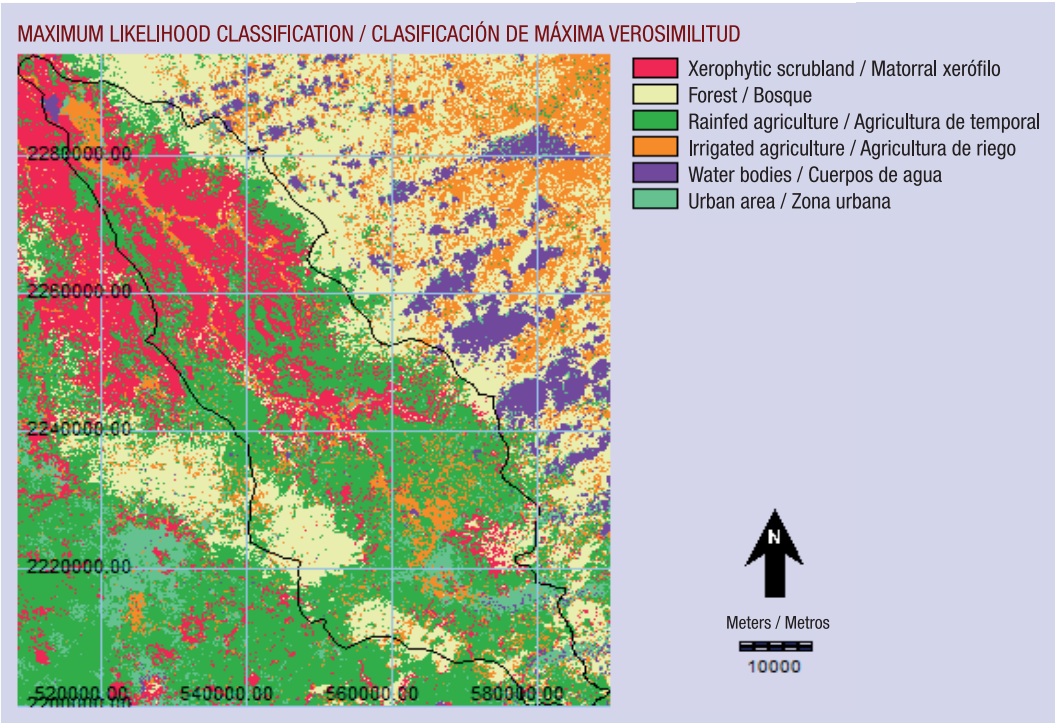 MAXIMUM LIKELIHOOD CLASSIFICATION / CLASIFICACIÓN DE MÁXIMA VEROSIMILITUD
Xerophytic scrubland / Matorral xerófilo
Forest / Bosque
Rainfed agriculture / Agricultura de temporal
Irrigated agriculture / Agricultura de riego
Water bodies / Cuerpos de agua
Urban area / Zona urbana
2280000.00
2260000.00
2240000.00
2220000.00
520000.00 540000.00 560000.00 580000.00
2200000.00
N
Meters / Metros
10000